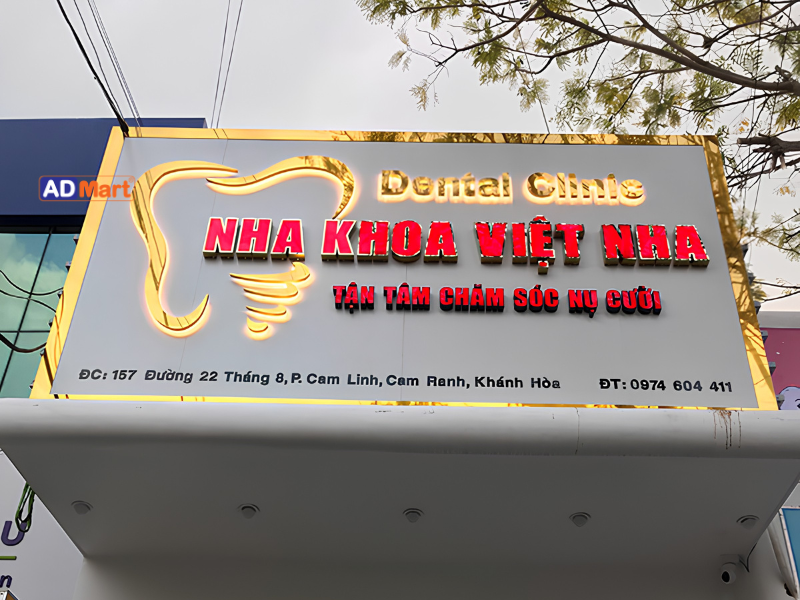 AD Mart
Dental Clinic
NHA KHOA VIỆT NHA
TẬN TÂM CHĂM SÓC NỤ CƯỜI
ĐC: 157 Đường 22 Tháng 8, P. Cam Linh, Cam Ranh, Khánh Hòa ĐT: 0974 604 411